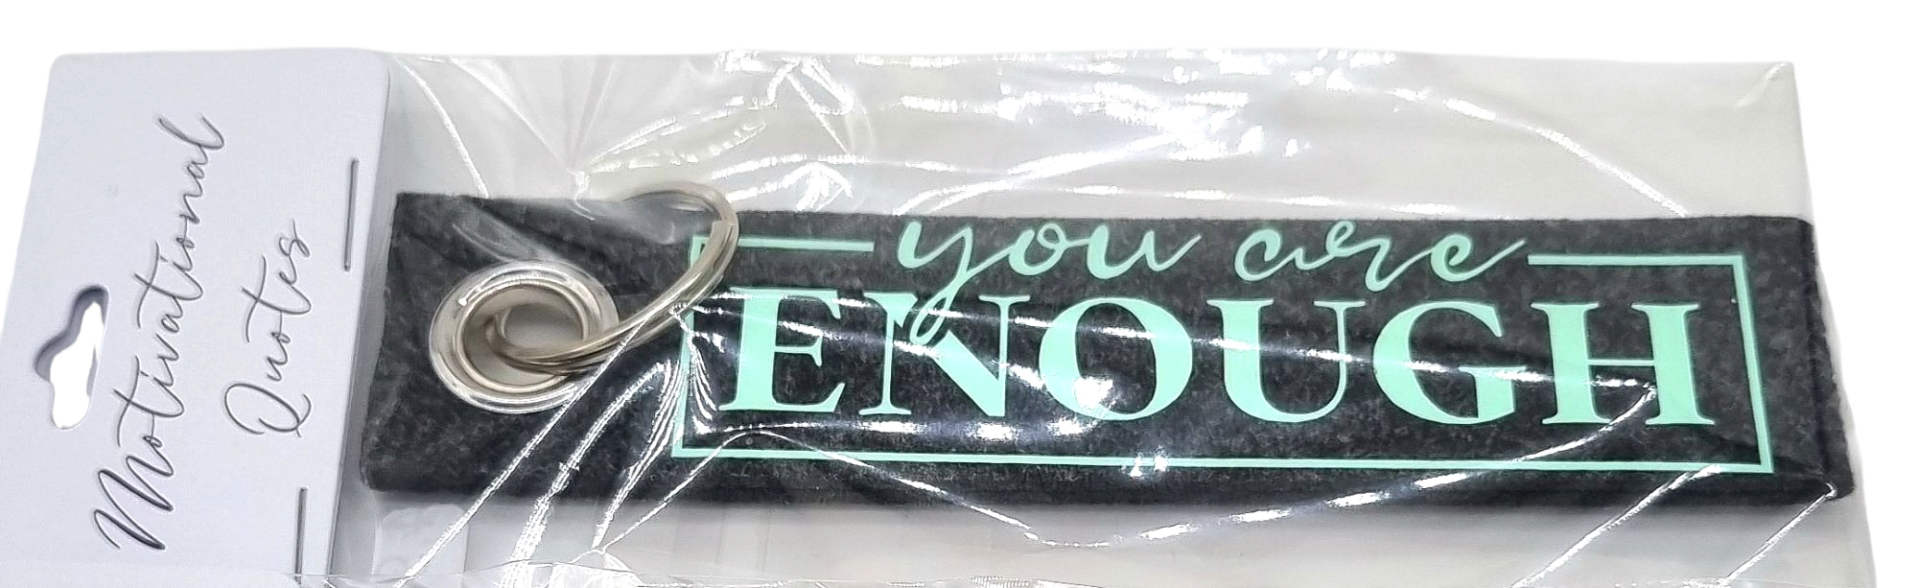 Motivational
Quotes
you are
ENOUGH